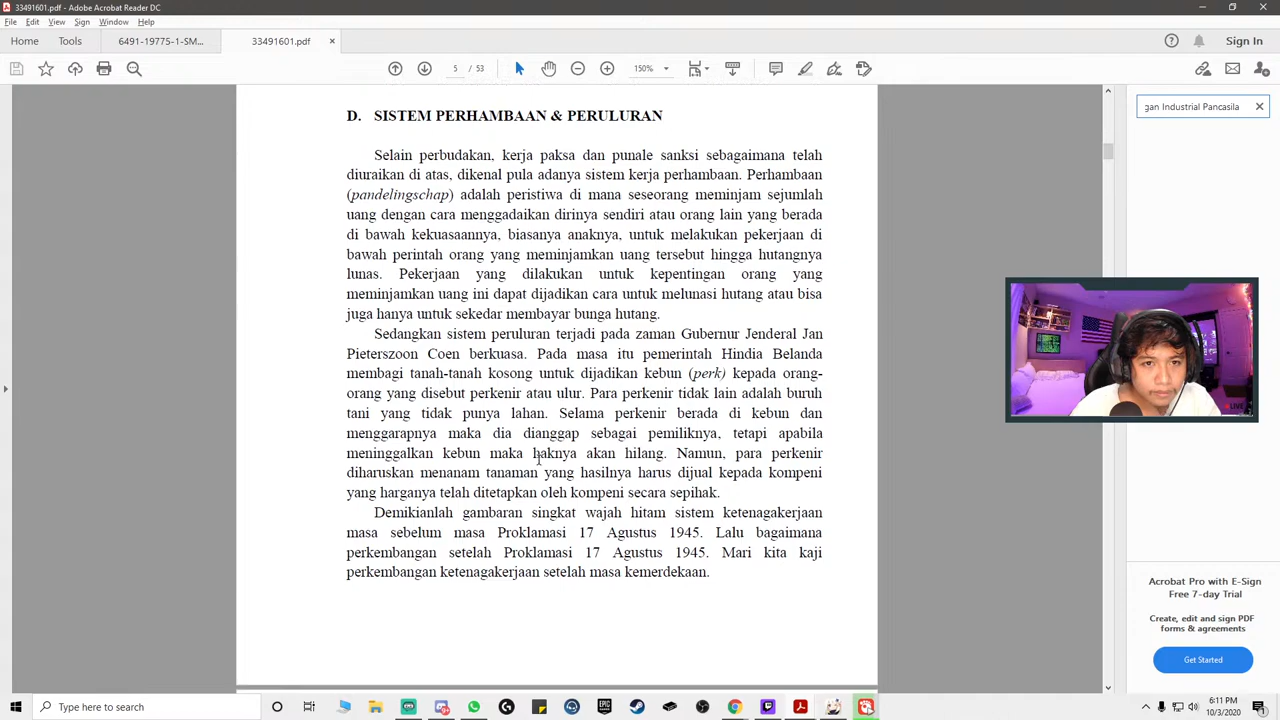 33491601.pdf - Adobe Acrobat Reader DC
File Edit View Sign Window Help
Home Tools 6491-19775-1-SM... 33491601.pdf ×
Sign In
5 / 53 150%
gan Industrial Pancasila
D. SISTEM PERHAMBAAN & PERULURAN
Selain perbudakan, kerja paksa dan punale sanksi sebagaimana telah
diuraikan di atas, dikenal pula adanya sistem kerja perhambaan. Perhambaan
(pandelingschap) adalah peristiwa di mana seseorang meminjam sejumlah
uang dengan cara menggadaikan dirinya sendiri atau orang lain yang berada
di bawah kekuasaannya, biasanya anaknya, untuk melakukan pekerjaan di
bawah perintah orang yang meminjamkan uang tersebut hingga hutangnya
lunas. Pekerjaan yang dilakukan untuk kepentingan orang yang
meminjamkan uang ini dapat dijadikan cara untuk melunasi hutang atau bisa
juga hanya untuk sekedar membayar bunga hutang.
Sedangkan sistem peruluran terjadi pada zaman Gubernur Jenderal Jan
Pieterszoon Coen berkuasa. Pada masa itu pemerintah Hindia Belanda
membagi tanah-tanah kosong untuk dijadikan kebun (perk) kepada orang-
orang yang disebut perkenir atau ulur. Para perkenir tidak lain adalah buruh
tani yang tidak punya lahan. Selama perkenir berada di kebun dan
menggarapnya maka dia dianggap sebagai pemiliknya, tetapi apabila
meninggalkan kebun maka haknya akan hilang. Namun, para perkenir
diharuskan menanam tanaman yang hasilnya harus dijual kepada kompeni
yang harganya telah ditetapkan oleh kompeni secara sepihak.
Demikianlah gambaran singkat wajah hitam sistem ketenagakerjaan
masa sebelum masa Proklamasi 17 Agustus 1945. Lalu bagaimana
perkembangan setelah Proklamasi 17 Agustus 1945. Mari kita kaji
perkembangan ketenagakerjaan setelah masa kemerdekaan.
LIVE
Acrobat Pro with E-Sign
Free 7-day Trial
Create, edit and sign PDF
forms & agreements
Get Started
Type here to search
EPIC
6:11 PM
10/3/2020